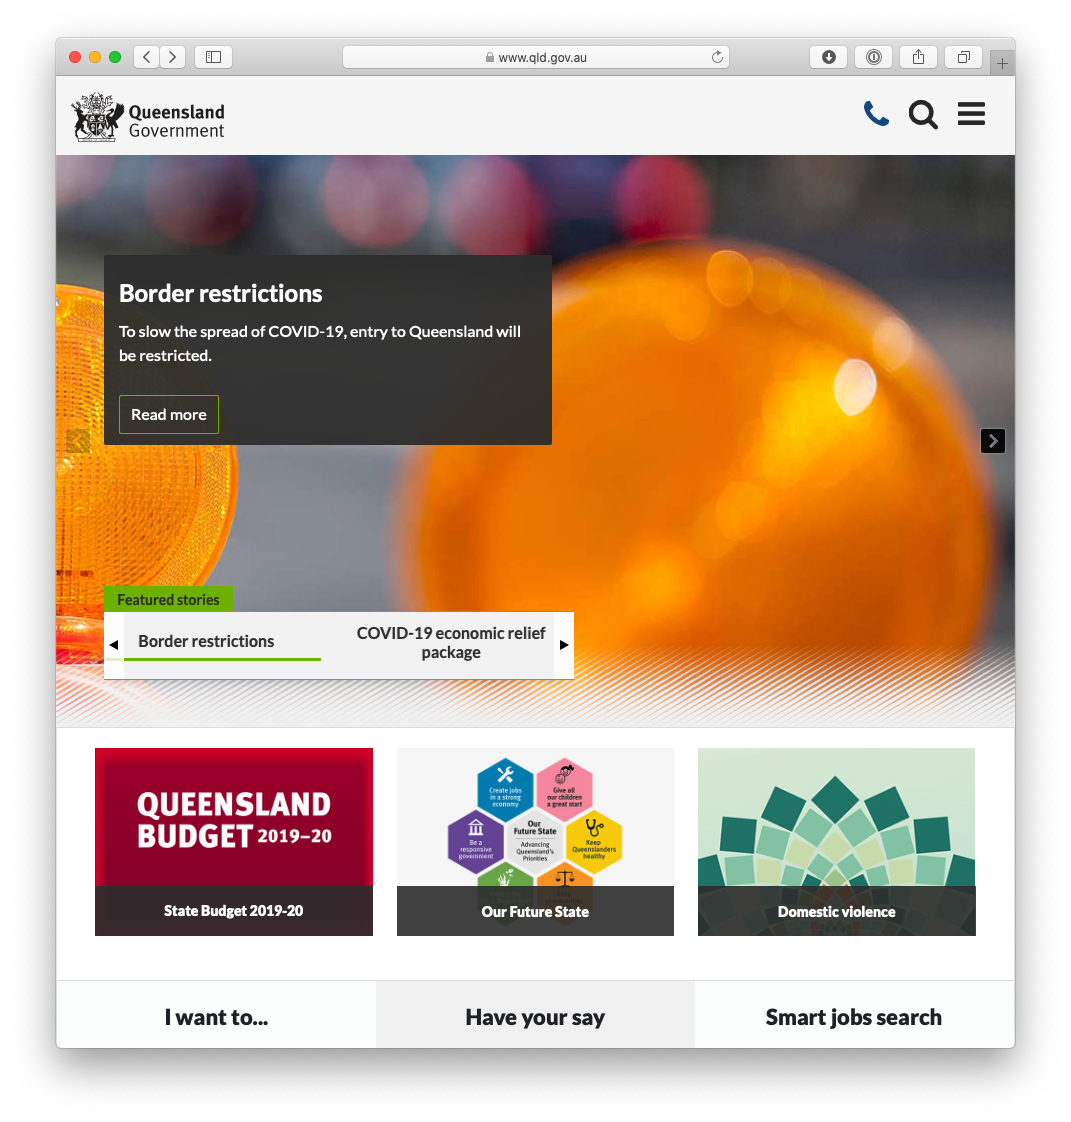 www.qld.gov.au
Queensland
Government
Border restrictions
To slow the spread of COVID-19, entry to Queensland will
be restricted.
Read more
Featured stories
Border restrictions
COVID-19 economic relief
package
QUEENSLAND
BUDGET 2019–20
State Budget 2019-20
Create jobs
in a strong
economy
Give all
our children
a great start
Be a
responsive
government
Our
Future State
Advancing
Queensland's
Priorities
Keep
Queenslanders
healthy
Our Future State
Domestic violence
I want to...
Have your say
Smart jobs search